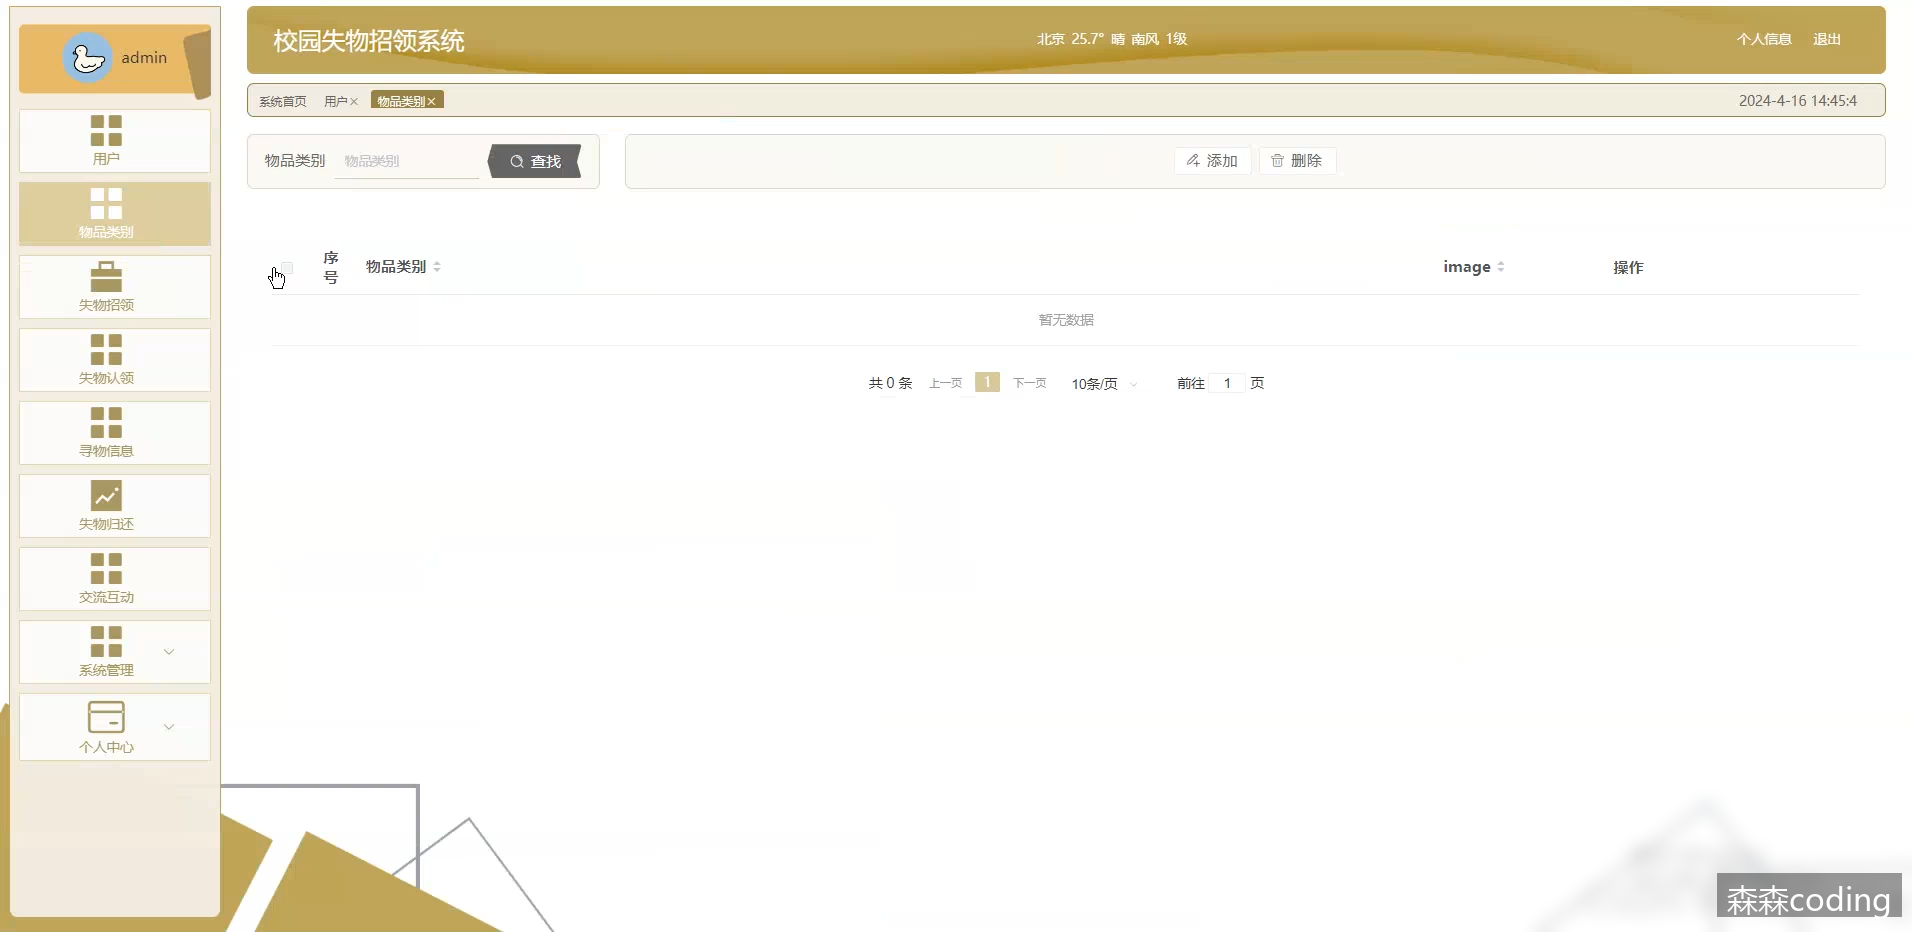 admin
用户
物品类别
失物招领
失物认领
寻物信息
失物归还
交流互动
系统管理
个人中心
校园失物招领系统
北京 25.7° 晴 南风 1级
个人信息 退出
系统首页 用户× 物品类别×
2024-4-16 14:45:4
物品类别 物品类别 查找
添加 删除
序号 物品类别 image 操作
暂无数据
共 0 条 上一页 1 下一页 10条/页 前往 1 页
森森coding